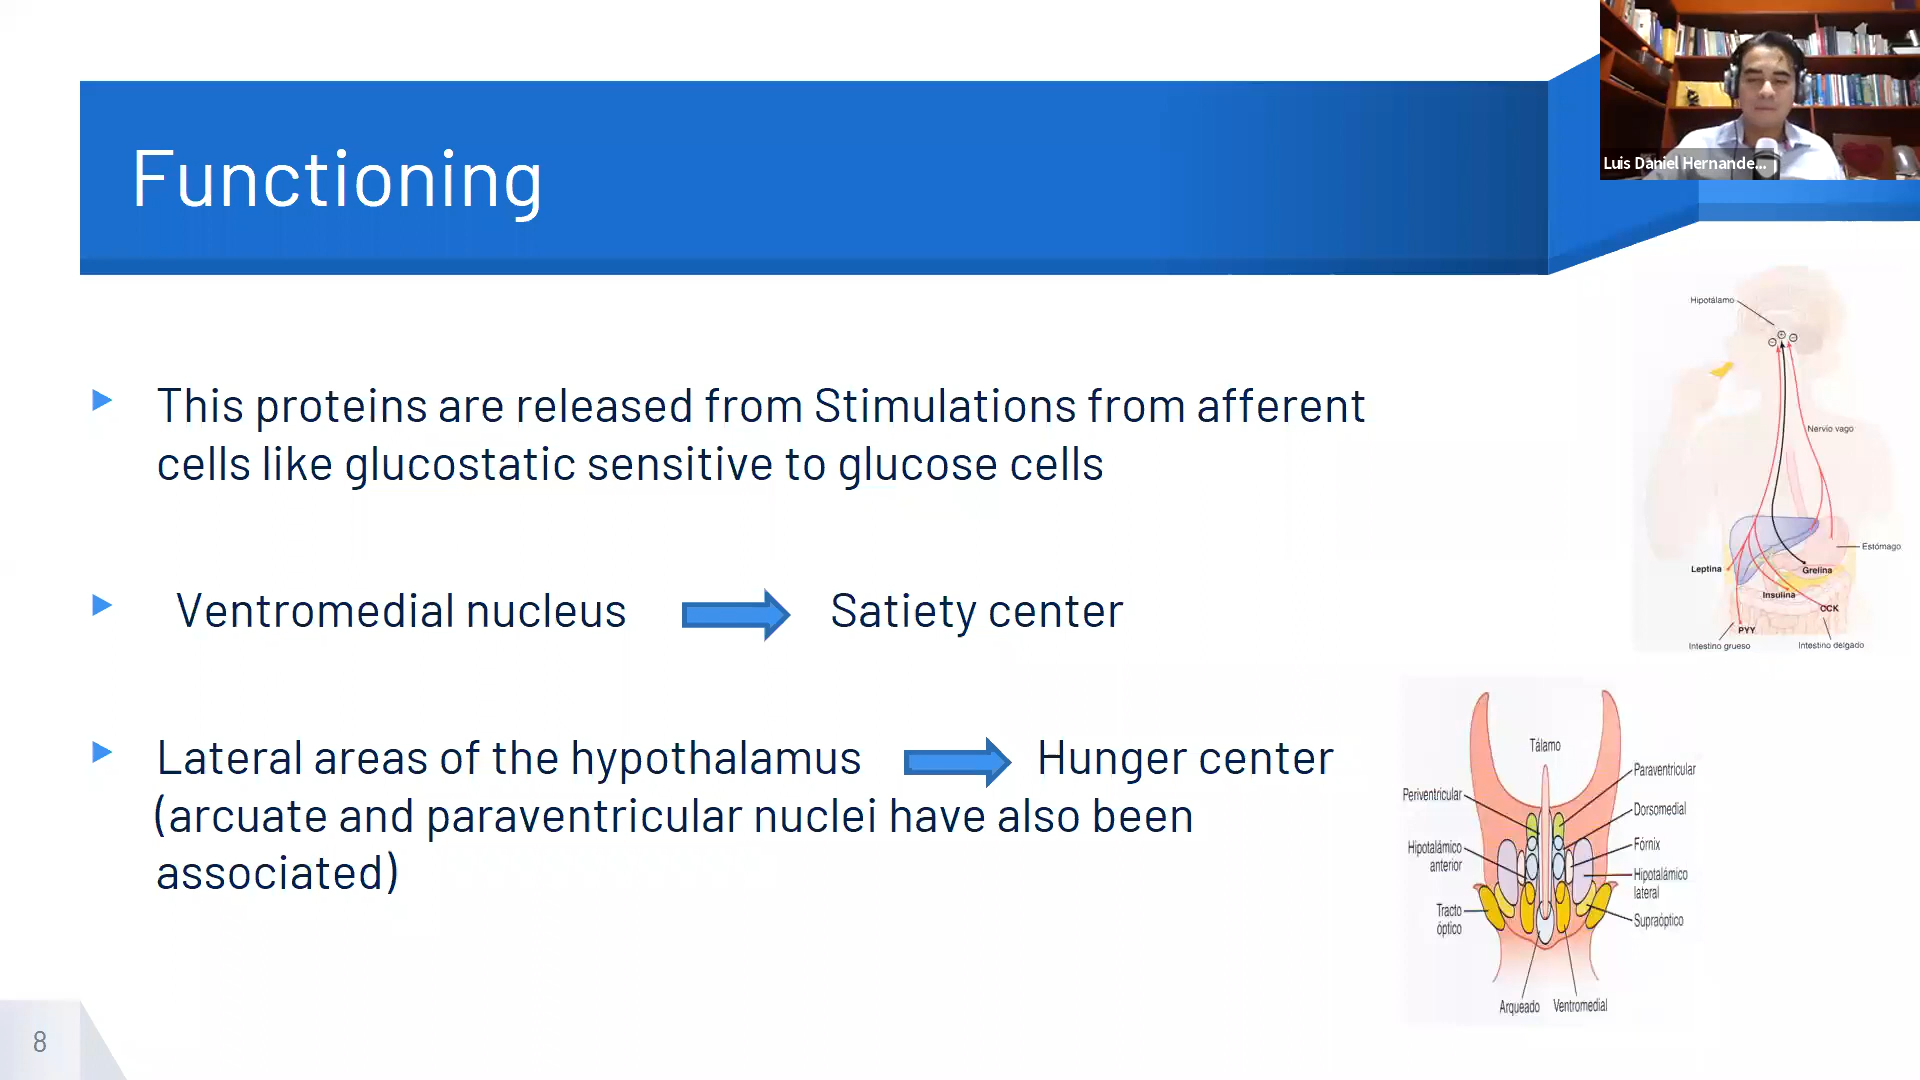 Luis Daniel Hernande...
Functioning
This proteins are released from Stimulations from afferent
cells like glucostatic sensitive to glucose cells
Ventromedial nucleus
Satiety center
Lateral areas of the hypothalamus
Hunger center
(arcuate and paraventricular nuclei have also been
associated)
Hipotálamo
Nervio vago
Estómago
Leptina
Grelina
Insulina
CCK
PYY
Intestino grueso
Intestino delgado
Tálamo
Paraventricular
Periventricular
Dorsomedial
Fórnix
Hipotalámico
anterior
Hipotalámico
lateral
Tracto
óptico
Supraóptico
Arqueado
Ventromedial
8